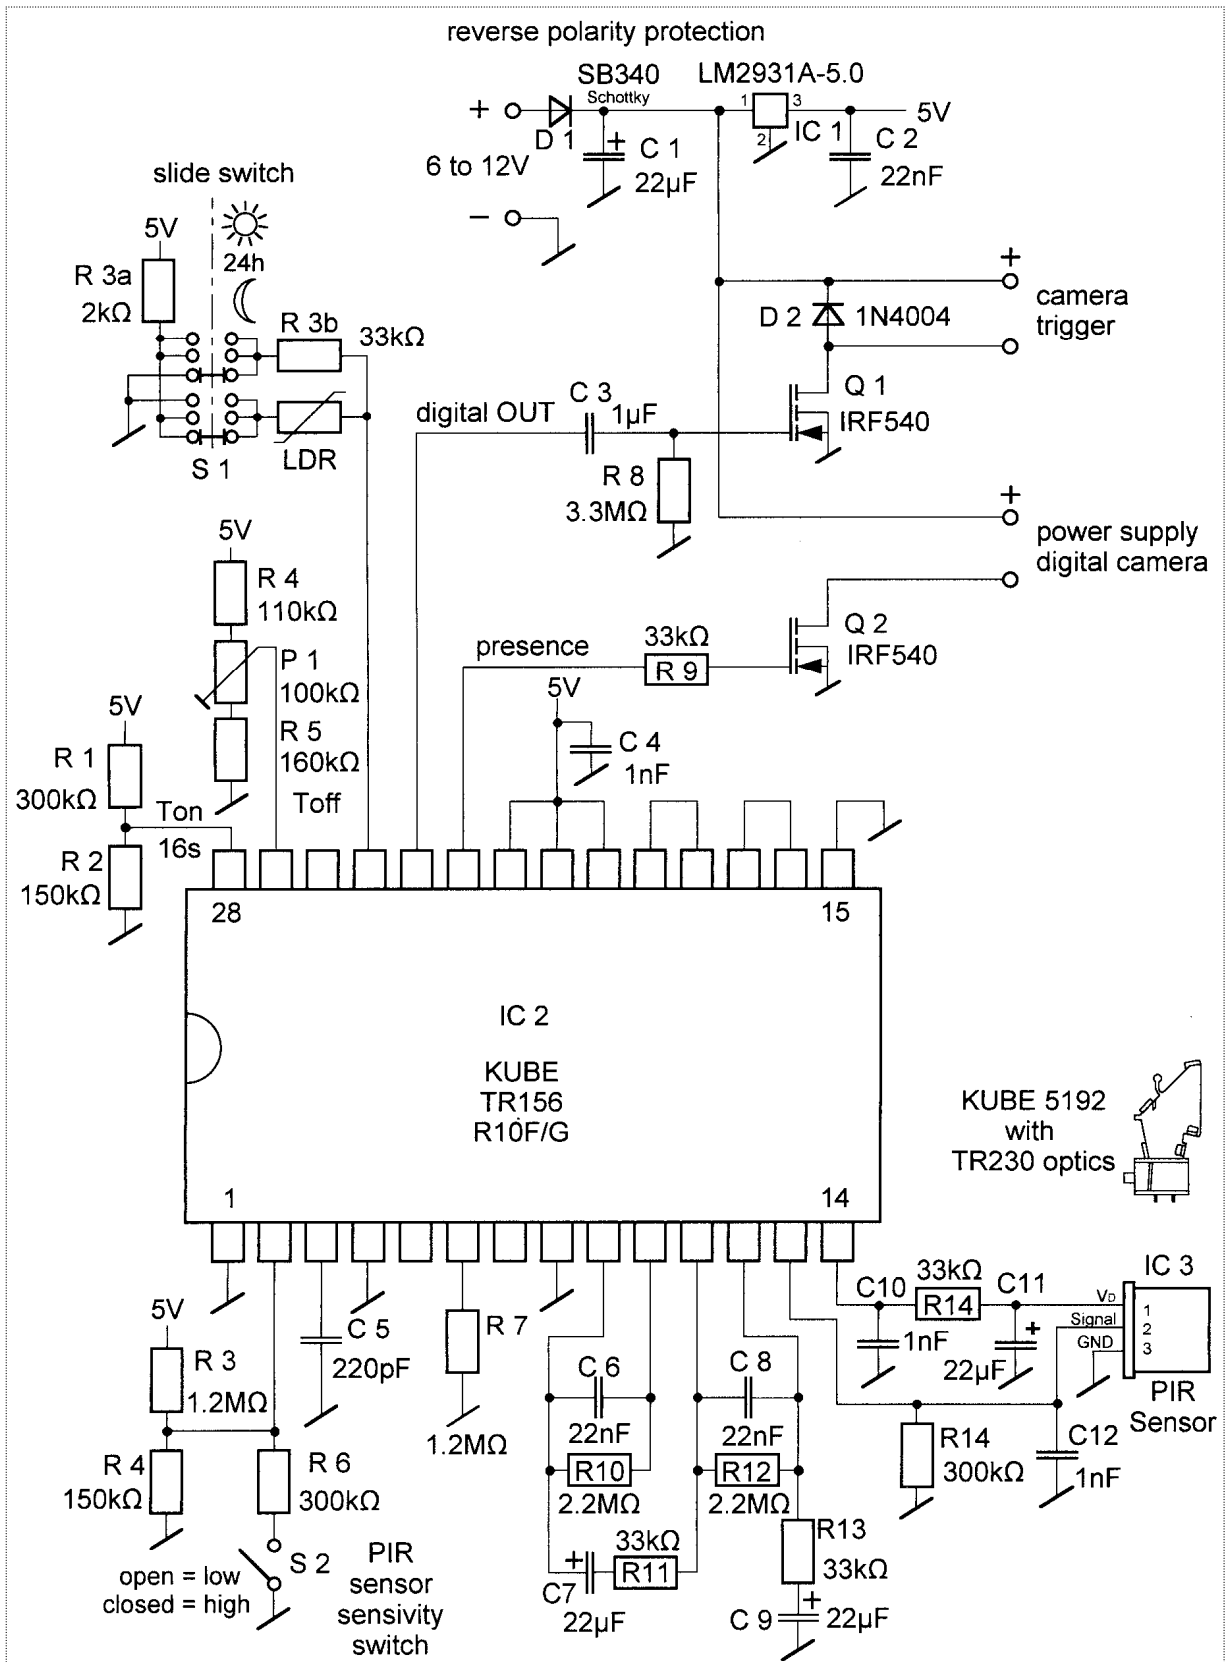 reverse polarity protection
SB340
Schottky
LM2931A-5.0
+
D 1
+
C 1
22µF
1
3
2
IC 1
C 2
22nF
5V
6 to 12V
−
slide switch
5V
24h
R 3a
2kΩ
R 3b
33kΩ
LDR
S 1
+
camera
trigger
D 2
1N4004
Q 1
IRF540
digital OUT
C 3
1µF
R 8
3.3MΩ
+
power supply
digital camera
5V
R 4
110kΩ
P 1
100kΩ
R 5
160kΩ
Toff
presence
33kΩ
R 9
Q 2
IRF540
5V
C 4
1nF
5V
R 1
300kΩ
Ton
16s
R 2
150kΩ
28
15
IC 2
KUBE
TR156
R10F/G
1
14
KUBE 5192
with
TR230 optics
5V
R 3
1.2MΩ
R 4
150kΩ
R 6
300kΩ
S 2
open = low
closed = high
PIR
sensor
sensivity
switch
C 5
220pF
R 7
1.2MΩ
C 6
22nF
R10
2.2MΩ
C 8
22nF
R12
2.2MΩ
33kΩ
R11
+
C7
22µF
R13
33kΩ
+
C 9
22µF
C10
1nF
33kΩ
R14
C11
+
22µF
VD
Signal
GND
IC 3
1
2
3
PIR
Sensor
R14
300kΩ
C12
1nF